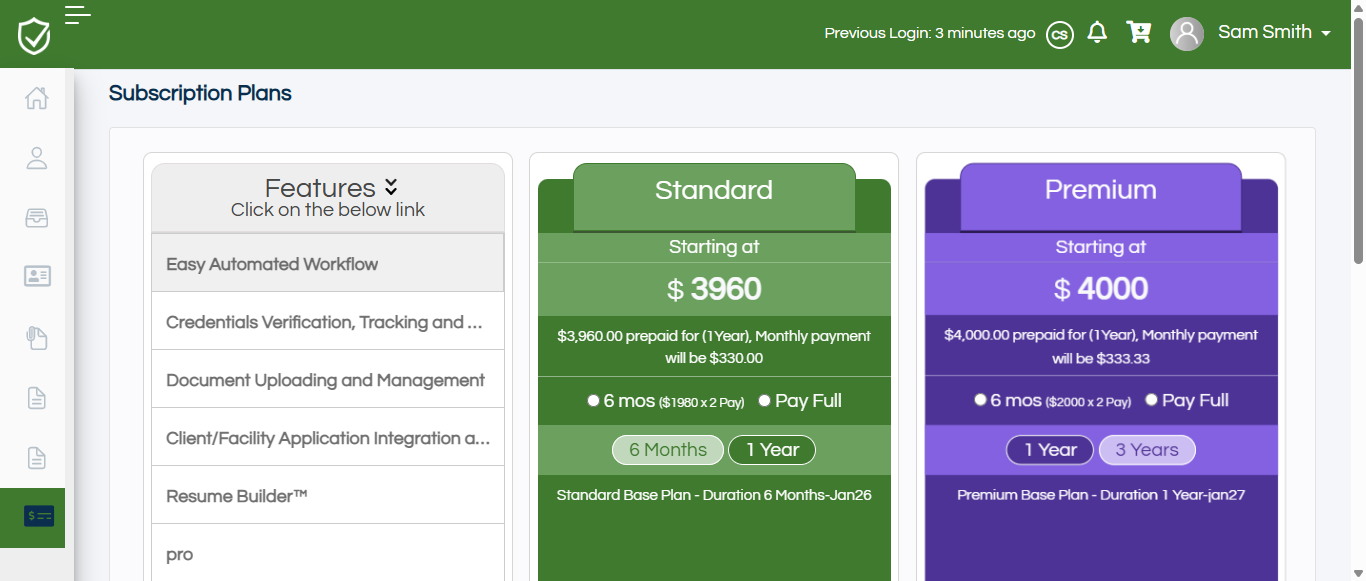 Previous Login: 3 minutes ago
CS
Sam Smith
Subscription Plans
Features
Click on the below link
Easy Automated Workflow
Credentials Verification, Tracking and ...
Document Uploading and Management
Client/Facility Application Integration a...
Resume Builder™
pro
Standard
Starting at
$ 3960
$3,960.00 prepaid for (1Year), Monthly payment
will be $330.00
6 mos ($1980 x 2 Pay) Pay Full
6 Months 1 Year
Standard Base Plan - Duration 6 Months-Jan26
Premium
Starting at
$ 4000
$4,000.00 prepaid for (1Year), Monthly payment
will be $333.33
6 mos ($2000 x 2 Pay) Pay Full
1 Year 3 Years
Premium Base Plan - Duration 1 Year-jan27